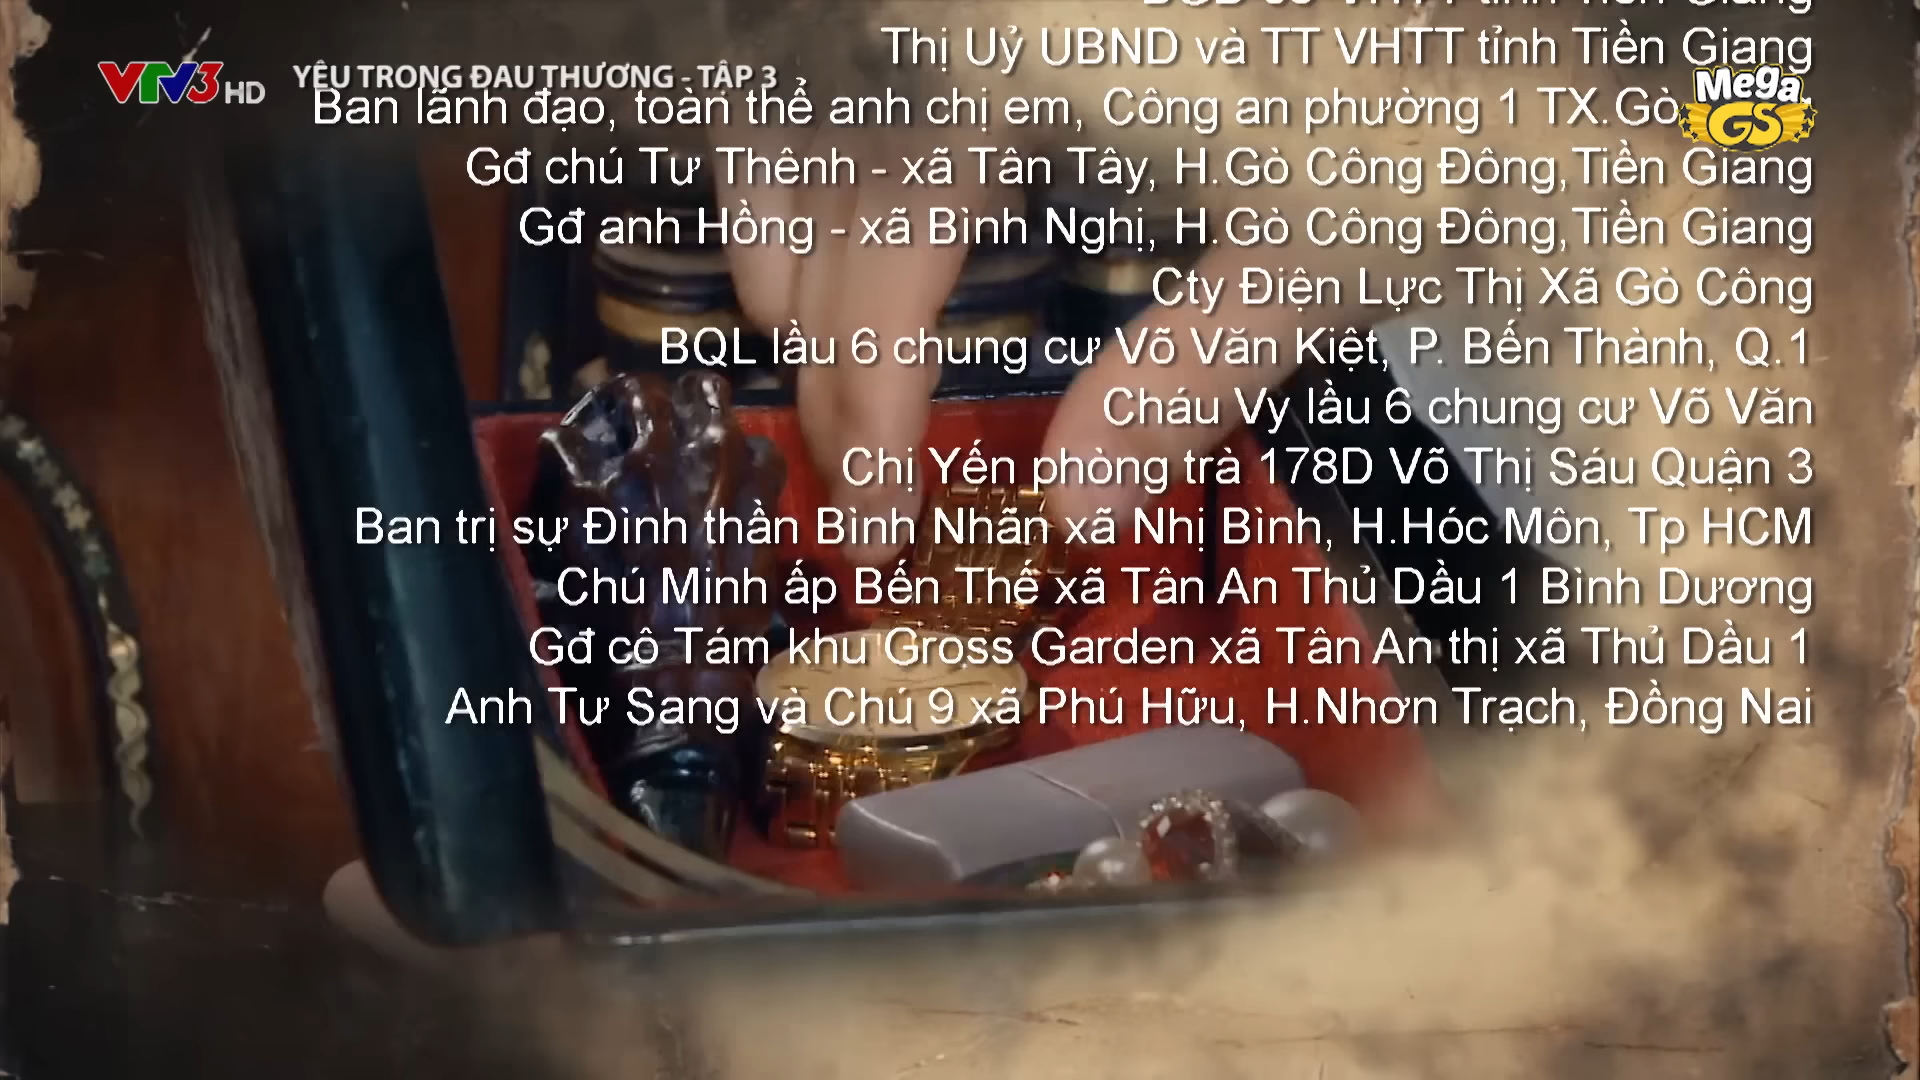 Thị Uỷ UBND và TT VHTT tỉnh Tiền Giang
VTV3 HD
YÊU TRONG ĐAU THƯƠNG - TẬP 3
Mega GS
Ban lãnh đạo, toàn thể anh chị em, Công an phường 1 TX.Gò
Gđ chú Tư Thênh - xã Tân Tây, H.Gò Công Đông,Tiền Giang
Gđ anh Hồng - xã Bình Nghị, H.Gò Công Đông,Tiền Giang
Cty Điện Lực Thị Xã Gò Công
BQL lầu 6 chung cư Võ Văn Kiệt, P. Bến Thành, Q.1
Cháu Vy lầu 6 chung cư Võ Văn
Chị Yến phòng trà 178D Võ Thị Sáu Quận 3
Ban trị sự Đình thần Bình Nhãn xã Nhị Bình, H.Hóc Môn, Tp HCM
Chú Minh ấp Bến Thế xã Tân An Thủ Dầu 1 Bình Dương
Gđ cô Tám khu Gross Garden xã Tân An thị xã Thủ Dầu 1
Anh Tư Sang và Chú 9 xã Phú Hữu, H.Nhơn Trạch, Đồng Nai